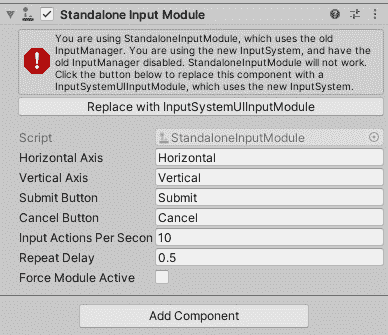 Standalone Input Module
You are using StandaloneInputModule, which uses the old
InputManager. You are using the new InputSystem, and have the
old InputManager disabled. StandaloneInputModule will not work.
Click the button below to replace this component with a
InputSystemUIInputModule, which uses the new InputSystem.
Replace with InputSystemUIInputModule
Script StandaloneInputModule
Horizontal Axis Horizontal
Vertical Axis Vertical
Submit Button Submit
Cancel Button Cancel
Input Actions Per Secon 10
Repeat Delay 0.5
Force Module Active
Add Component